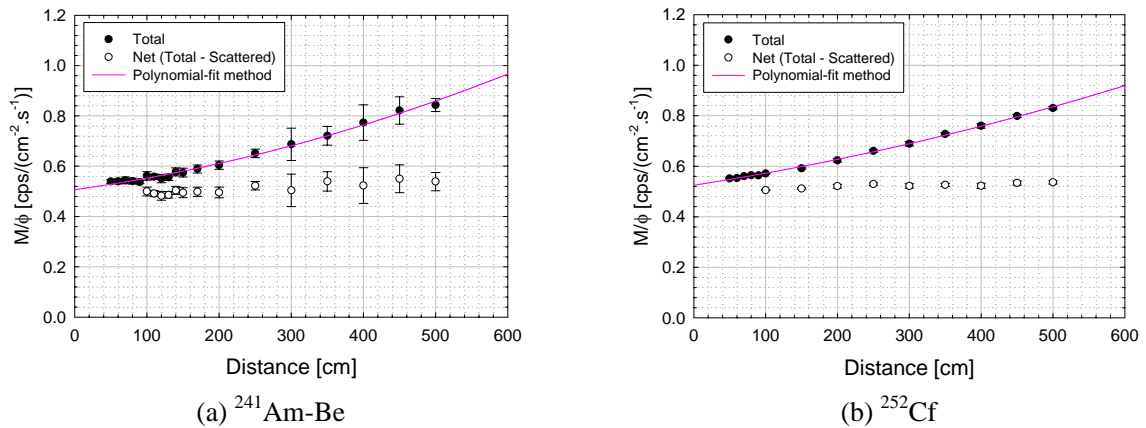 1.2
1.0
0.8
0.6
0.4
0.2
0.0
M/ϕ [cps/(cm⁻².s⁻¹)]
Total
Net (Total - Scattered)
Polynomial-fit method
0 100 200 300 400 500 600
Distance [cm]
(a) ²⁴¹Am-Be
1.2
1.0
0.8
0.6
0.4
0.2
0.0
M/ϕ [cps/(cm⁻².s⁻¹)]
Total
Net (Total - Scattered)
Polynomial-fit method
0 100 200 300 400 500 600
Distance [cm]
(b) ²⁵²Cf